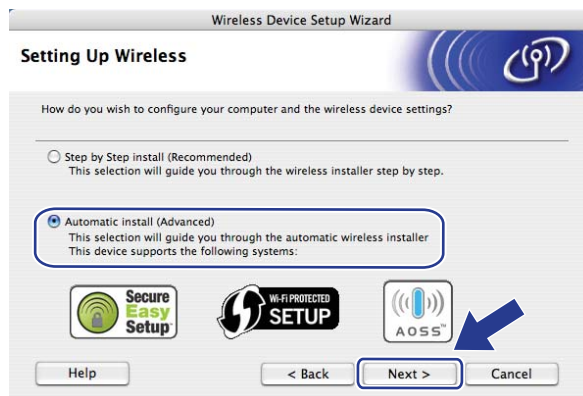 Wireless Device Setup Wizard
Setting Up Wireless
How do you wish to configure your computer and the wireless device settings?
Step by Step install (Recommended)
This selection will guide you through the wireless installer step by step.
Automatic install (Advanced)
This selection will guide you through the automatic wireless installer
This device supports the following systems:
Secure
Easy
Setup™
Wi-Fi PROTECTED
SETUP
AOSS™
Help
< Back
Next >
Cancel